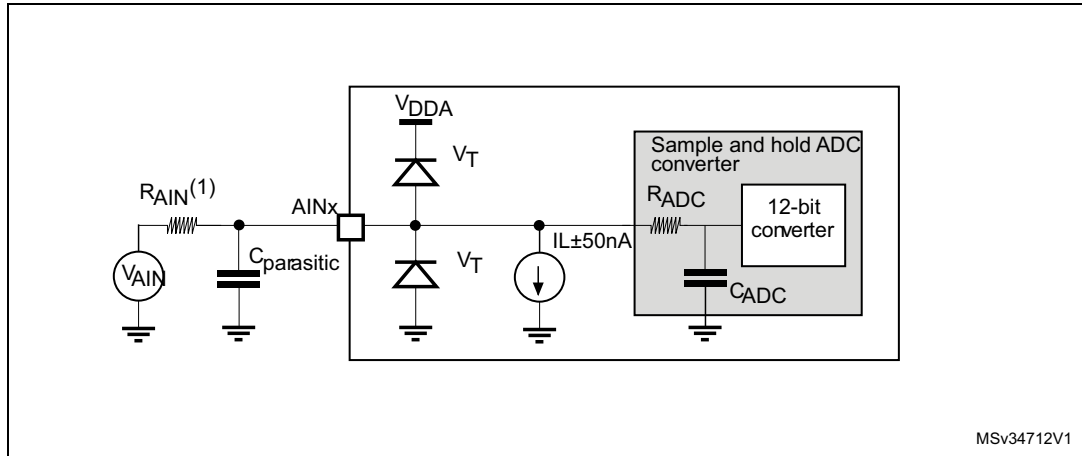 VDDA
VT
Sample and hold ADC
converter
RAIN(1)
AINx
RADC
12-bit
converter
IL±50nA
VAIN
Cparasitic
VT
CADC
MSv34712V1